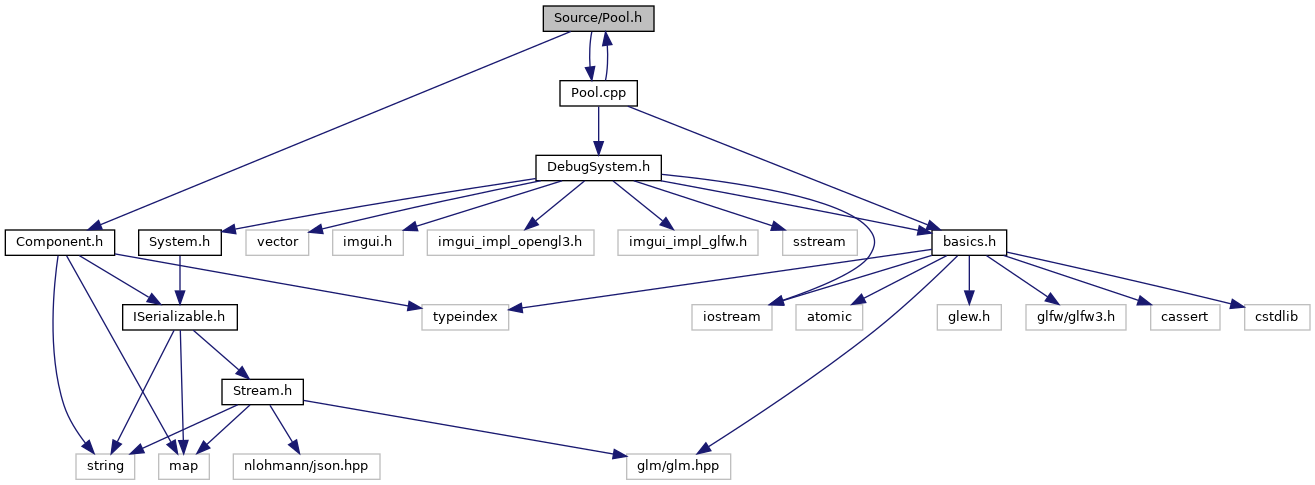 Source/Pool.h
Pool.cpp
DebugSystem.h
Component.h
System.h
vector
imgui.h
imgui_impl_opengl3.h
imgui_impl_glfw.h
sstream
basics.h
ISerializable.h
typeindex
iostream
atomic
glew.h
glfw/glfw3.h
cassert
cstdlib
Stream.h
string
map
nlohmann/json.hpp
glm/glm.hpp